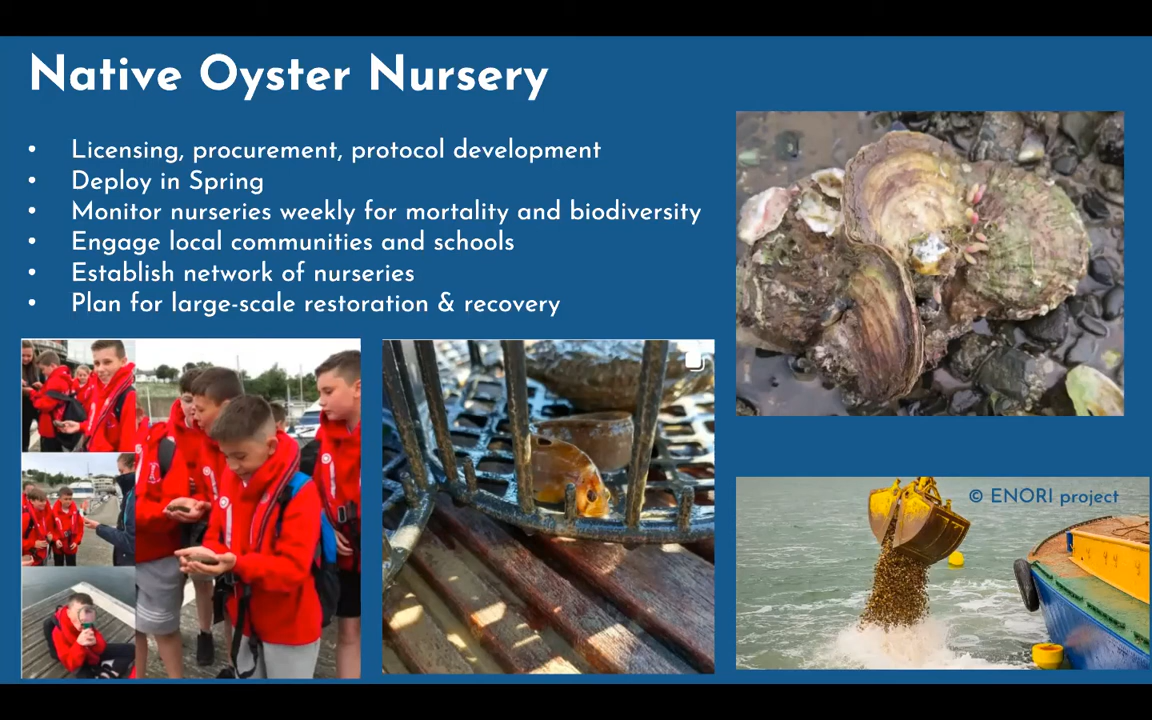 Native Oyster Nursery
• Licensing, procurement, protocol development
• Deploy in Spring
• Monitor nurseries weekly for mortality and biodiversity
• Engage local communities and schools
• Establish network of nurseries
• Plan for large-scale restoration & recovery
© ENORI project